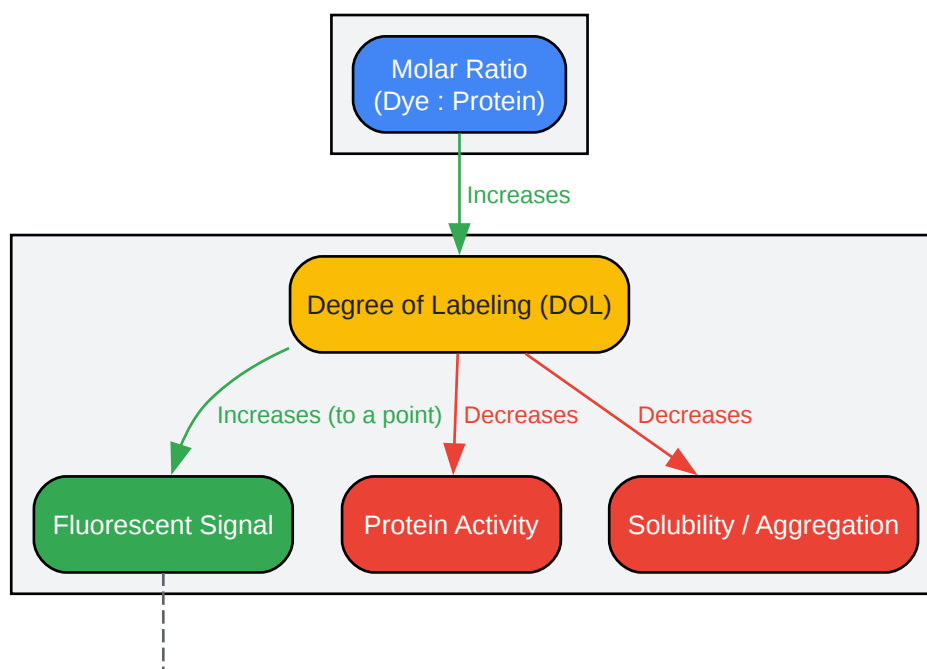 Molar Ratio
(Dye : Protein)
Increases
Degree of Labeling (DOL)
Increases (to a point)
Decreases
Decreases
Fluorescent Signal
Protein Activity
Solubility / Aggregation